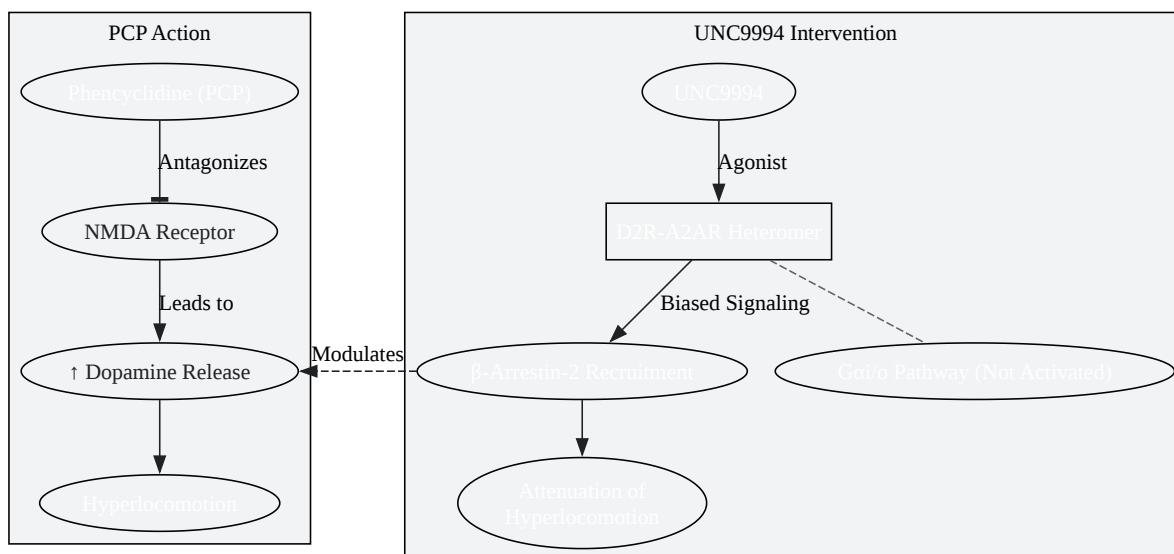 PCP Action
Phencyclidine (PCP)
Antagonizes
NMDA Receptor
Leads to
↑ Dopamine Release
Hyperlocomotion
UNC9994 Intervention
UNC9994
Agonist
D2R-A2AR Heteromer
Biased Signaling
Modulates
β-Arrestin-2 Recruitment
Gαi/o Pathway (Not Activated)
Attenuation of
Hyperlocomotion